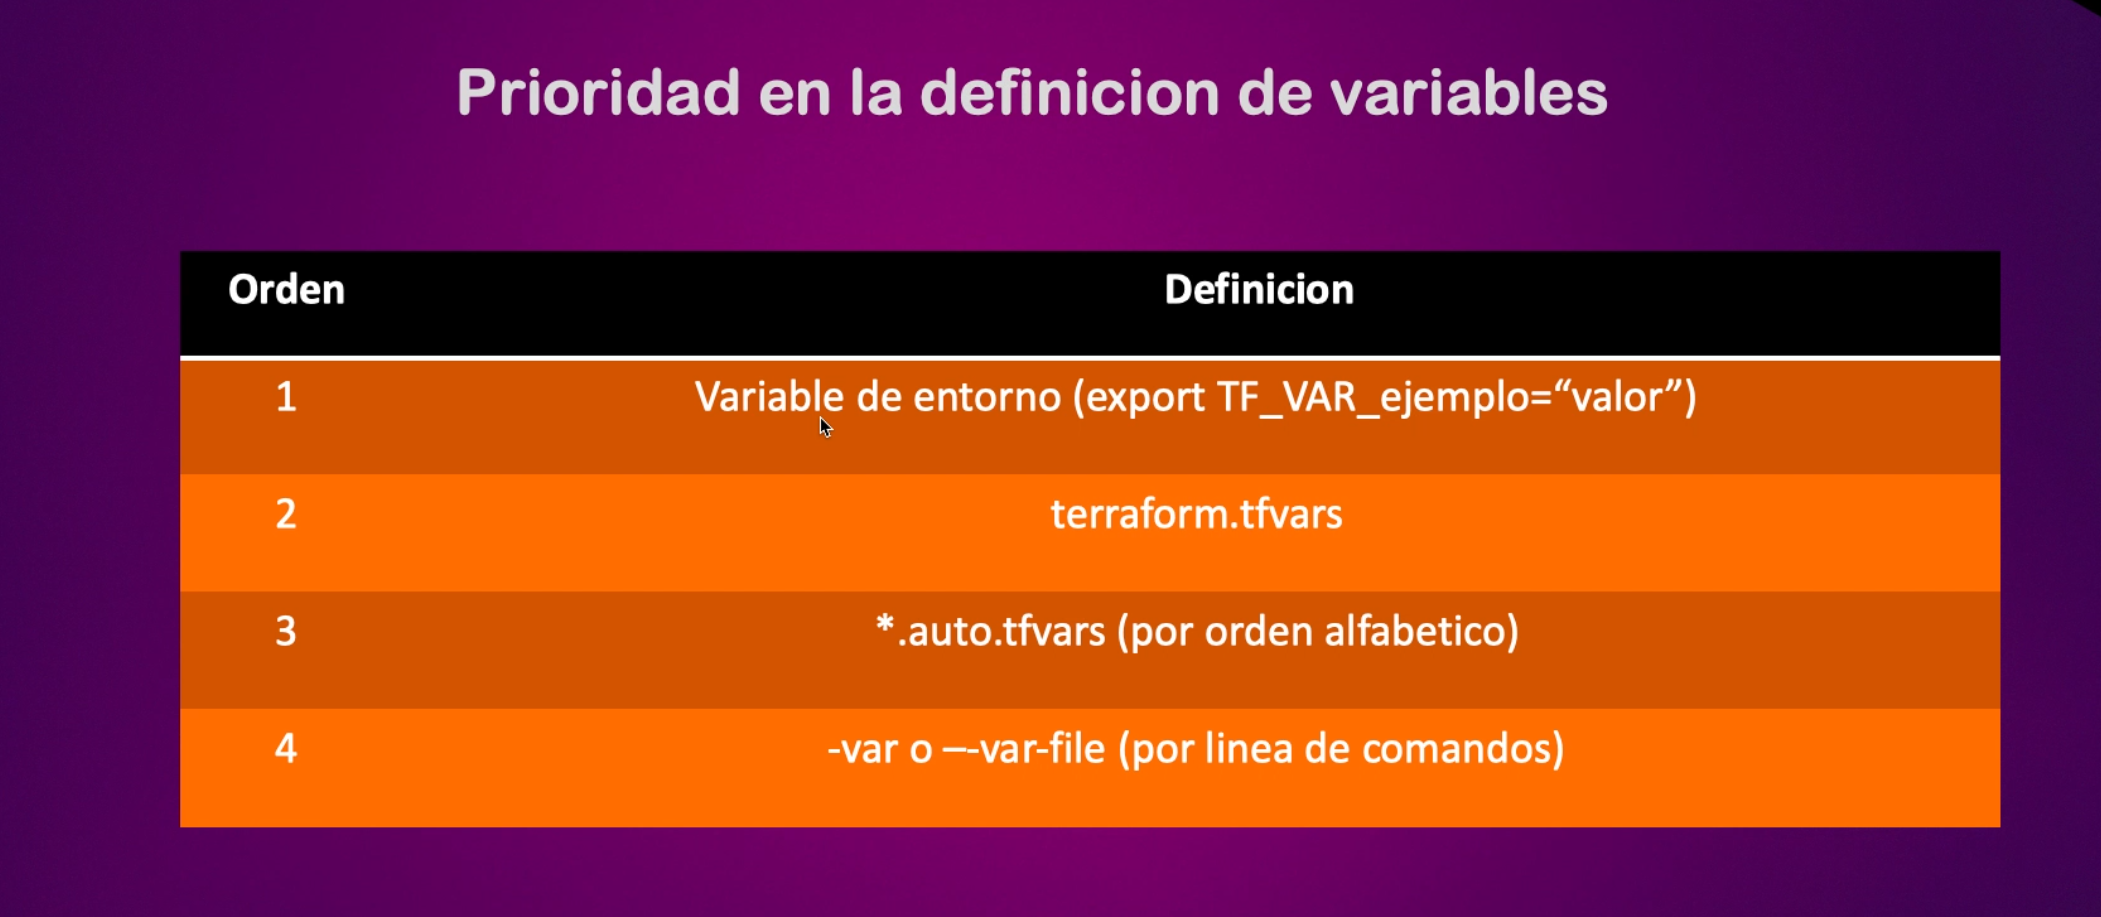 Prioridad en la definicion de variables
Orden Definicion
1 Variable de entorno (export TF_VAR_ejemplo=“valor”)
2 terraform.tfvars
3 *.auto.tfvars (por orden alfabetico)
4 -var o –-var-file (por linea de comandos)